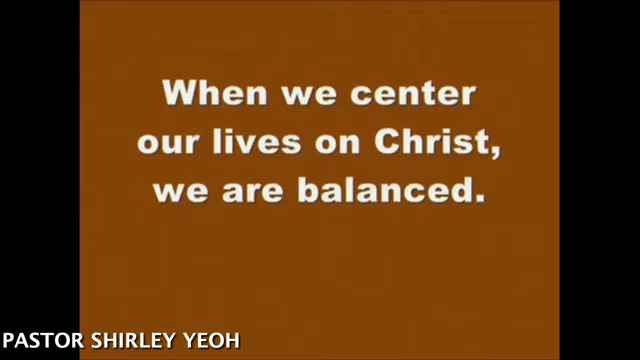 When we center
our lives on Christ,
we are balanced.
PASTOR SHIRLEY YEOH